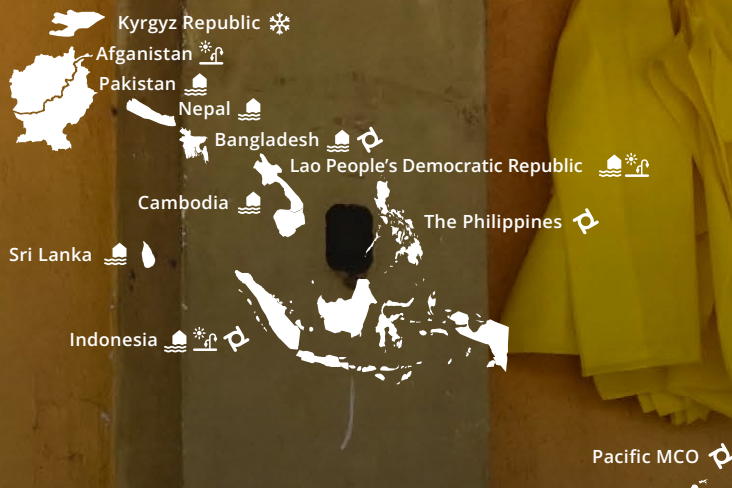 Kyrgyz Republic
Afganistan
Pakistan
Nepal
Bangladesh
Lao People's Democratic Republic
Cambodia
The Philippines
Sri Lanka
Indonesia
Pacific MCO